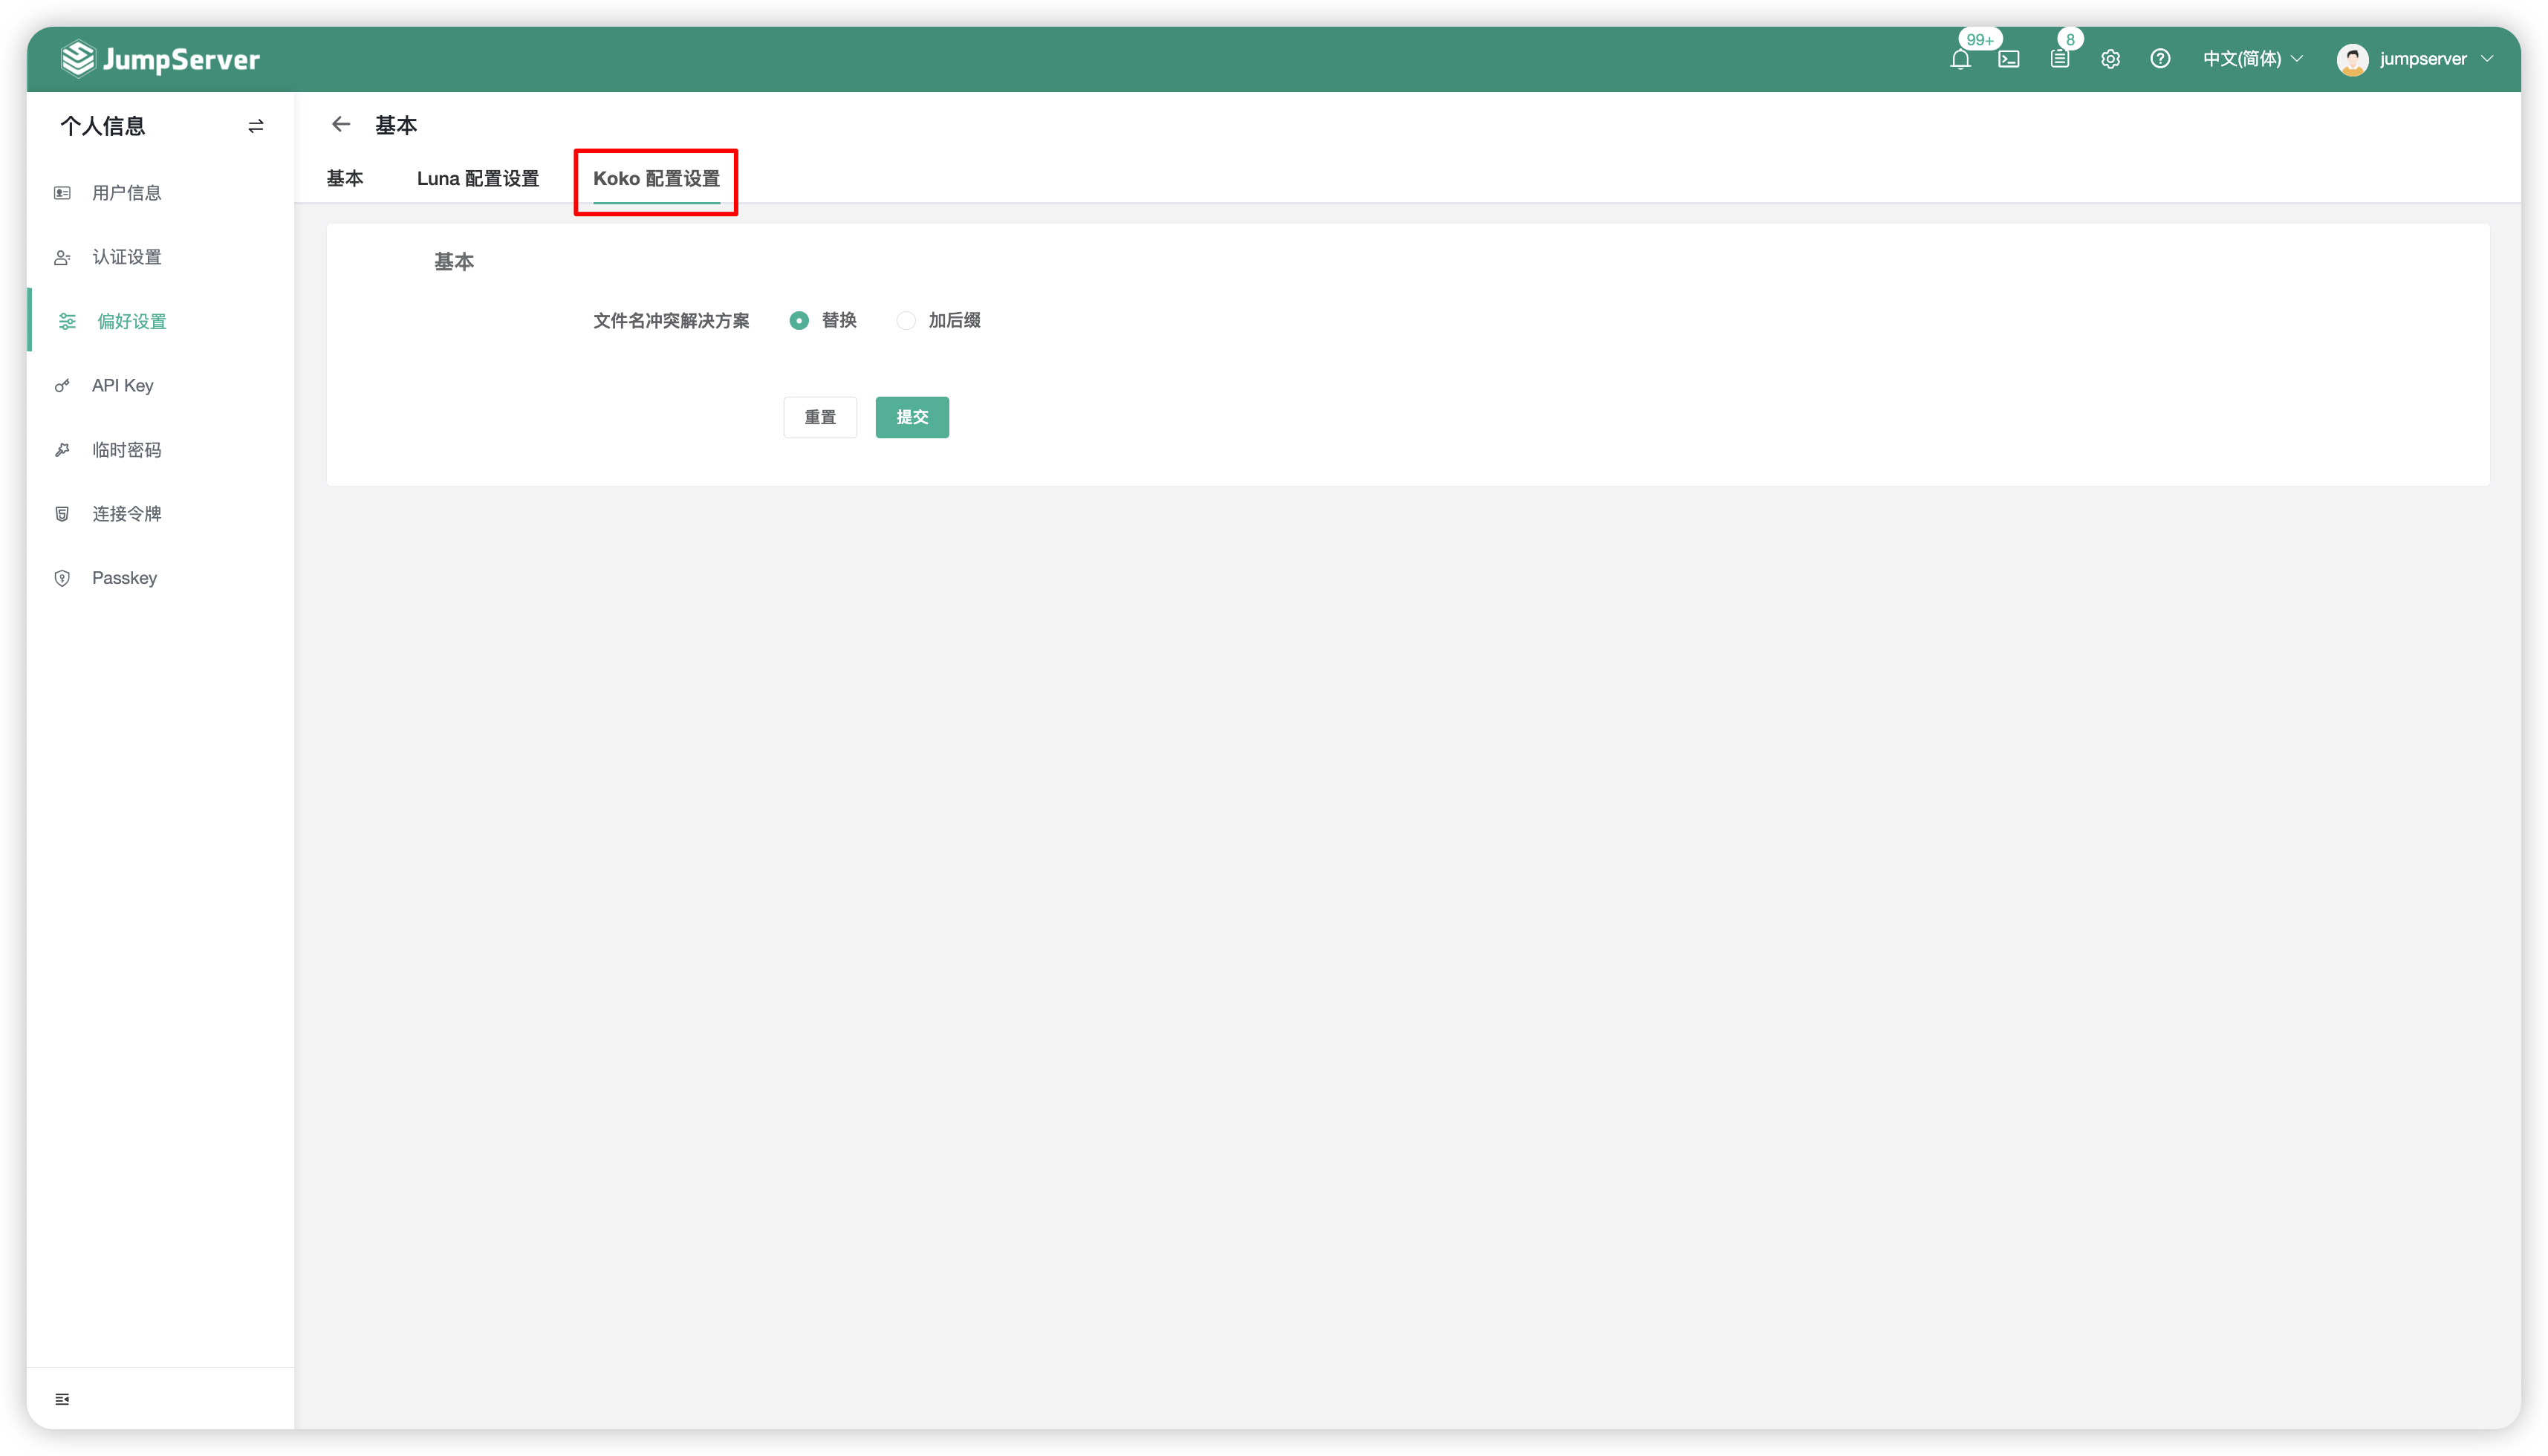 JumpServer
99+
8
中文(简体)
jumpserver
个人信息
用户信息
认证设置
偏好设置
API Key
临时密码
连接令牌
Passkey
基本
基本 Luna 配置设置 Koko 配置设置
基本
文件名冲突解决方案 替换 加后缀
重置 提交